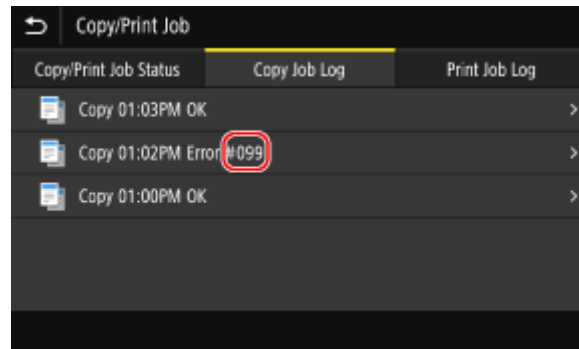 Copy/Print Job
Copy/Print Job Status Copy Job Log Print Job Log
Copy 01:03PM OK
Copy 01:02PM Error #099
Copy 01:00PM OK